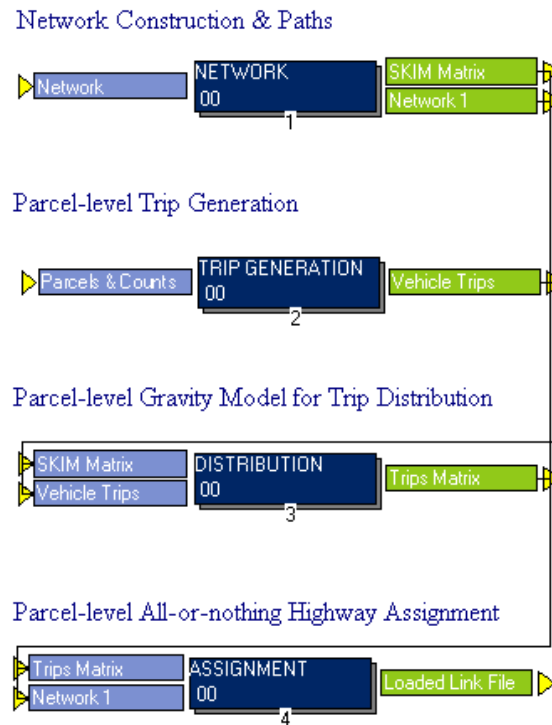 Network Construction & Paths
Network
NETWORK
00
1
SKIM Matrix
Network 1
Parcel-level Trip Generation
Parcels & Counts
TRIP GENERATION
00
2
Vehicle Trips
Parcel-level Gravity Model for Trip Distribution
SKIM Matrix
Vehicle Trips
DISTRIBUTION
00
3
Trips Matrix
Parcel-level All-or-nothing Highway Assignment
Trips Matrix
Network 1
ASSIGNMENT
00
4
Loaded Link File